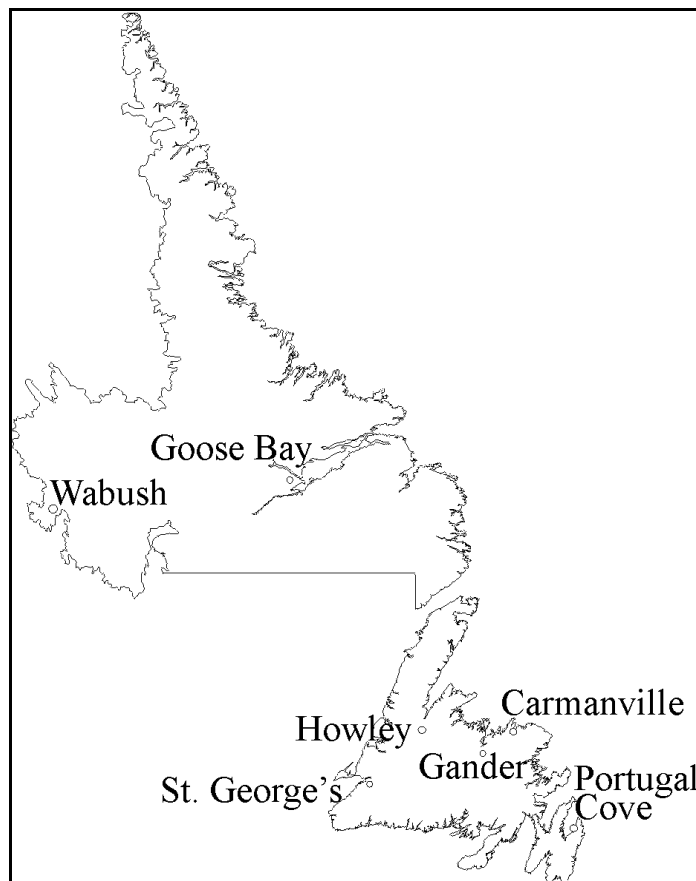 Goose Bay
Wabush
Carmanville
Howley
Gander
St. George’s
Portugal
Cove